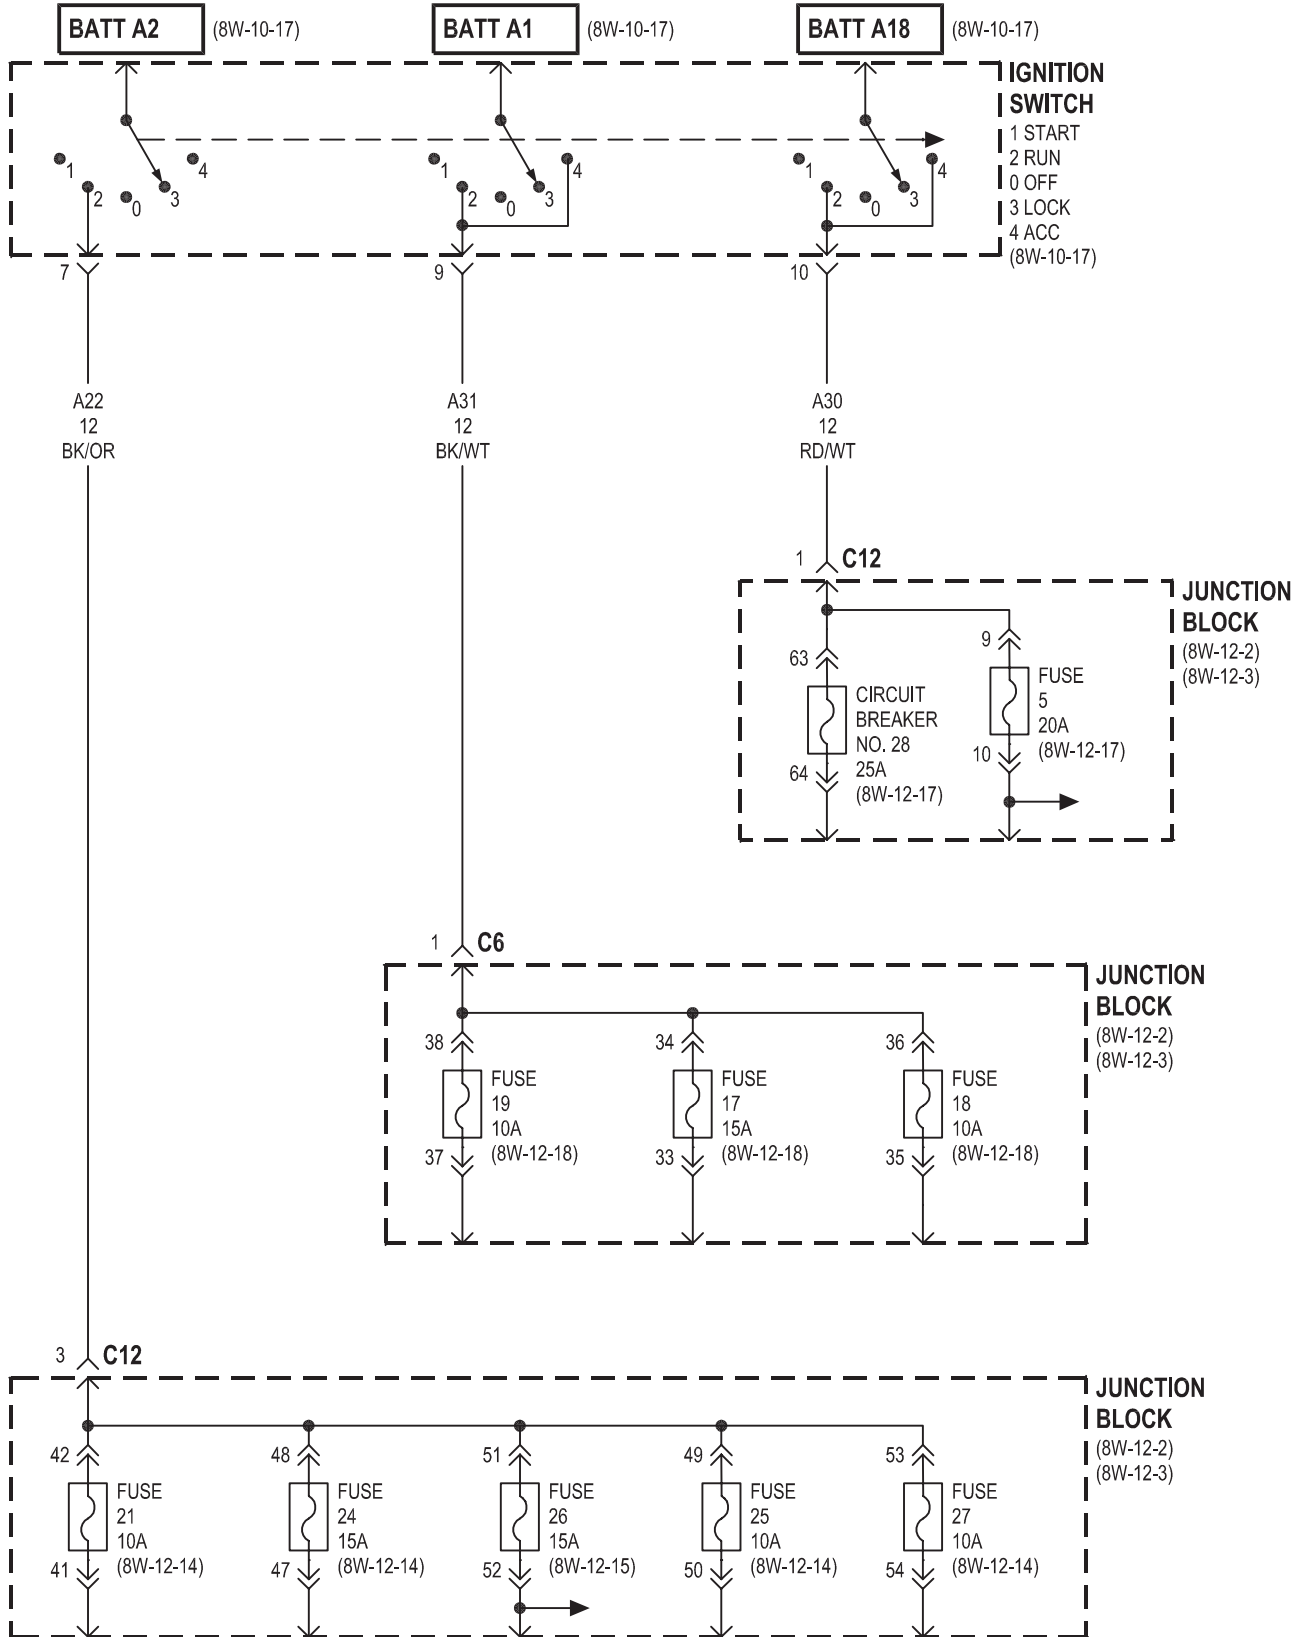 BATT A2 (8W-10-17) BATT A1 (8W-10-17) BATT A18 (8W-10-17)
IGNITION
SWITCH
1 START
2 RUN
0 OFF
3 LOCK
4 ACC
(8W-10-17)
1 2 0 3 4
1 2 0 3 4
1 2 0 3 4
7 9 10
A22
12
BK/OR
A31
12
BK/WT
A30
12
RD/WT
1 C12
JUNCTION
BLOCK
(8W-12-2)
(8W-12-3)
63
CIRCUIT
BREAKER
NO. 28
25A
(8W-12-17)
64
9
FUSE
5
20A
(8W-12-17)
10
1 C6
JUNCTION
BLOCK
(8W-12-2)
(8W-12-3)
38
FUSE
19
10A
(8W-12-18)
37
34
FUSE
17
15A
(8W-12-18)
33
36
FUSE
18
10A
(8W-12-18)
35
3 C12
JUNCTION
BLOCK
(8W-12-2)
(8W-12-3)
42
FUSE
21
10A
(8W-12-14)
41
48
FUSE
24
15A
(8W-12-14)
47
51
FUSE
26
15A
(8W-12-15)
52
49
FUSE
25
10A
(8W-12-14)
50
53
FUSE
27
10A
(8W-12-14)
54